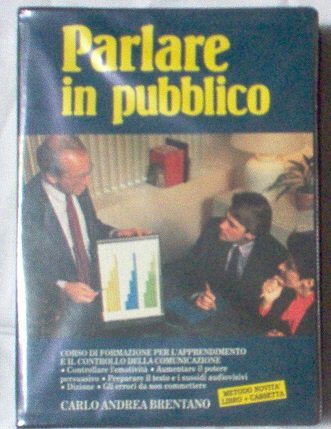 Parlare
in pubblico
CORSO DI FORMAZIONE PER L'APPRENDIMENTO
E IL CONTROLLO DELLA COMUNICAZIONE
• Controllare l'emotività • Aumentare il potere
persuasivo • Preparare il testo e i sussidi audiovisivi
• Dizione • Gli errori da non commettere
METODO NOVITA'
LIBRO + CASSETTA
CARLO ANDREA BRENTANO